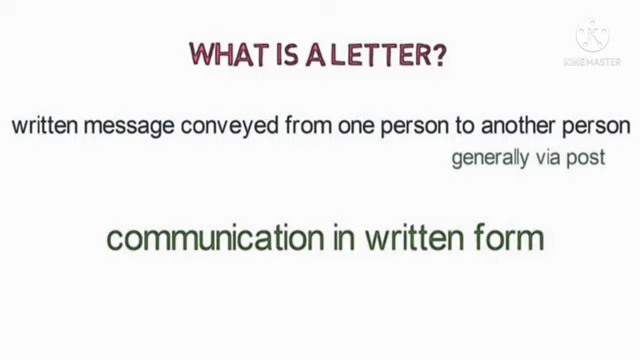 WHAT IS A LETTER?
KINEMASTER
written message conveyed from one person to another person
generally via post
communication in written form